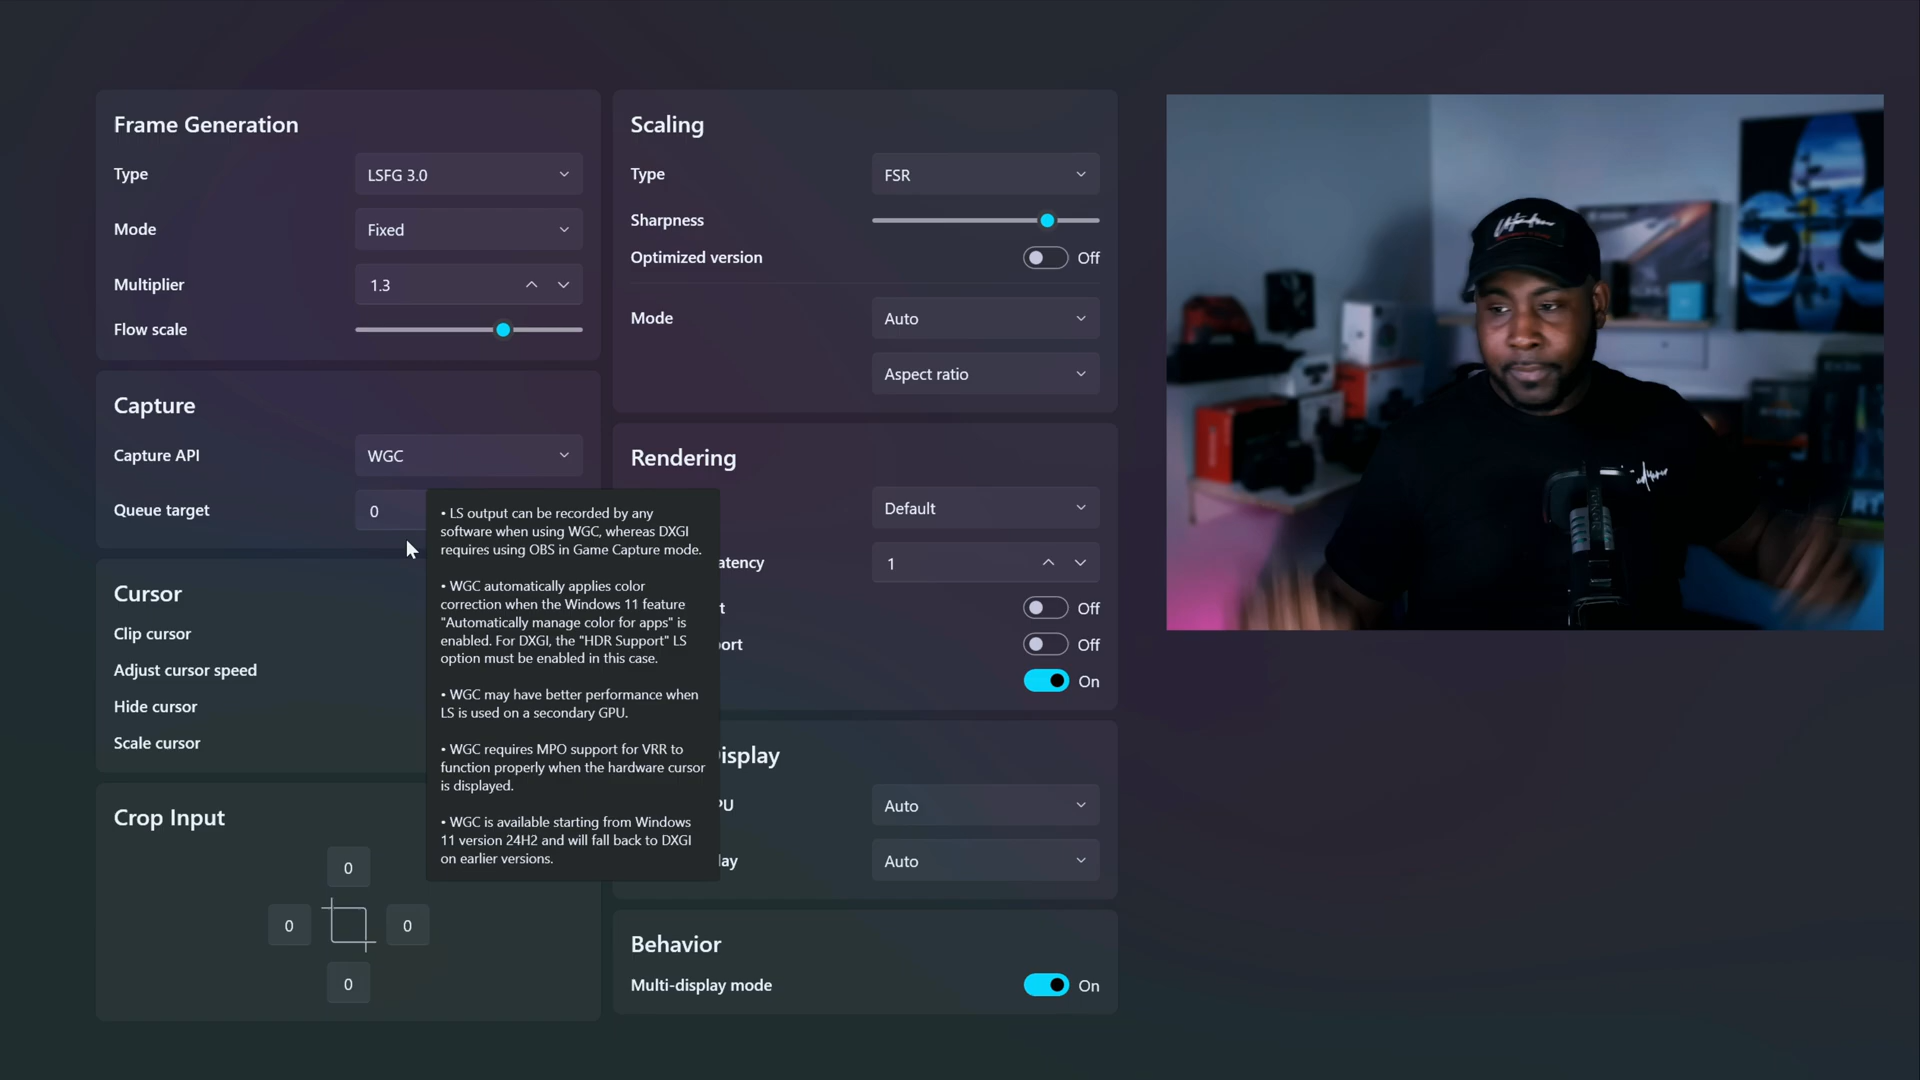 Frame Generation
Type
LSFG 3.0
Mode
Fixed
Multiplier
1.3
Flow scale
Capture
Capture API
WGC
Queue target
0
• LS output can be recorded by any
software when using WGC, whereas DXGI
requires using OBS in Game Capture mode.
• WGC automatically applies color
correction when the Windows 11 feature
"Automatically manage color for apps" is
enabled. For DXGI, the "HDR Support" LS
option must be enabled in this case.
• WGC may have better performance when
LS is used on a secondary GPU.
• WGC requires MPO support for VRR to
function properly when the hardware cursor
is displayed.
• WGC is available starting from Windows
11 version 24H2 and will fall back to DXGI
on earlier versions.
Cursor
Clip cursor
Adjust cursor speed
Hide cursor
Scale cursor
Crop Input
0
0
0
0
Scaling
Type
FSR
Sharpness
Optimized version
Off
Mode
Auto
Aspect ratio
Rendering
Default
atency
1
t
Off
ort
Off
On
isplay
PU
Auto
lay
Auto
Behavior
Multi-display mode
On